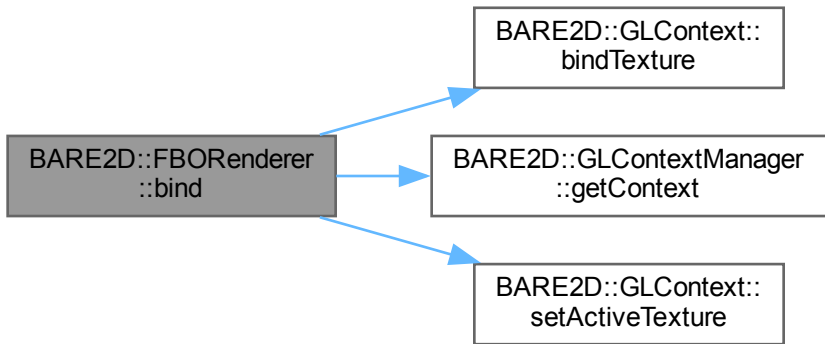 BARE2D::FBORenderer
::bind
BARE2D::GLContext::
bindTexture
BARE2D::GLContextManager
::getContext
BARE2D::GLContext::
setActiveTexture